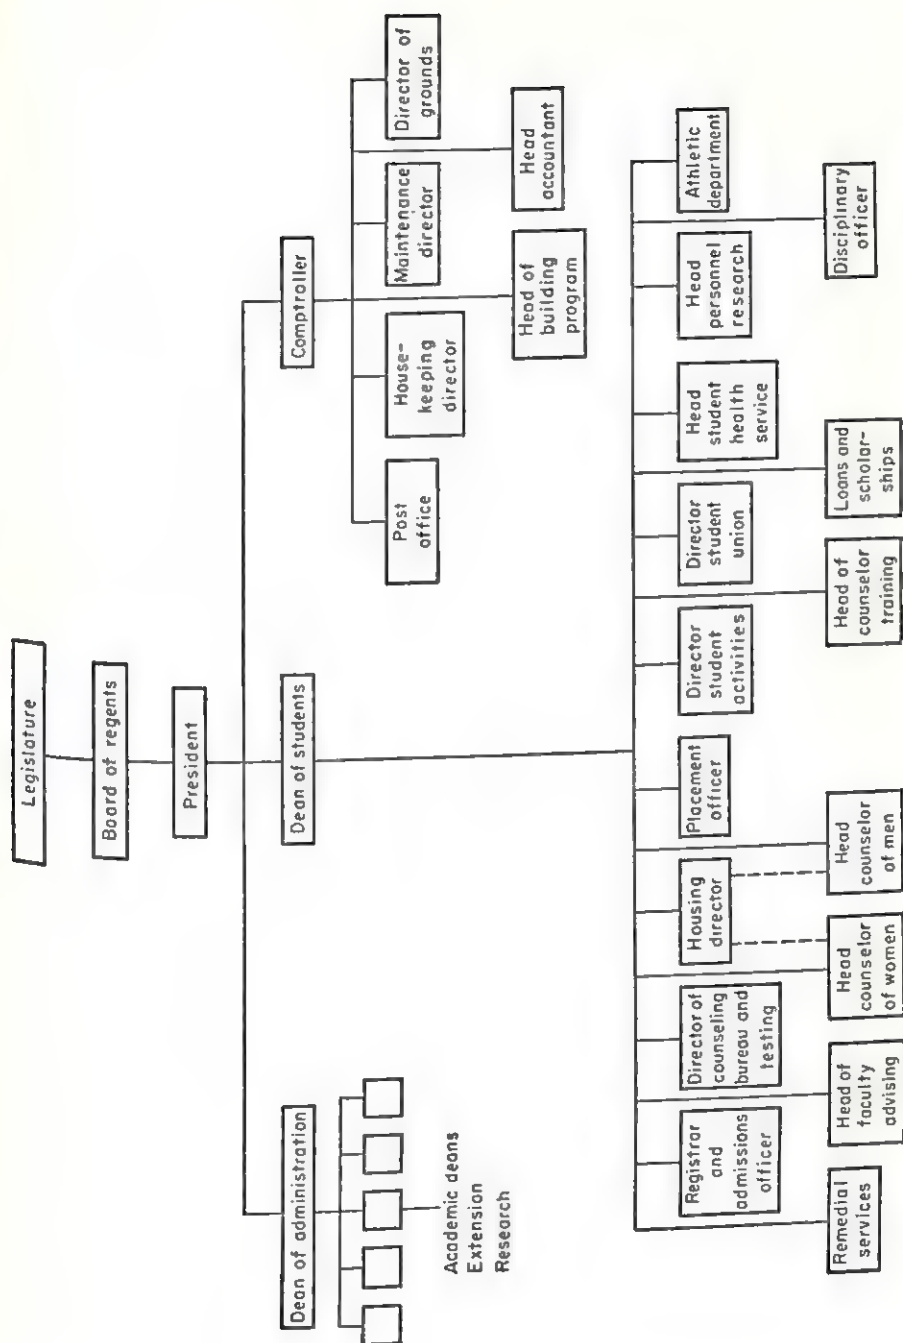 Legislature
Board of regents
President
Dean of administration
Dean of students
Comptroller
Academic deans
Extension
Research
Post
office
House-
keeping
director
Maintenance
director
Director of
grounds
Head of
building
program
Head
accountant
Registrar
and
admissions
officer
Director of
counseling
bureau and
testing
Housing
director
Placement
officer
Director
student
activities
Director
student
union
Head
student
health
service
Head
personnel
research
Athletic
department
Remedial
services
Head of
faculty
advising
Head
counselor
of women
Head
counselor
of men
Head of
counselor
training
Loans and
scholar-
ships
Disciplinary
officer